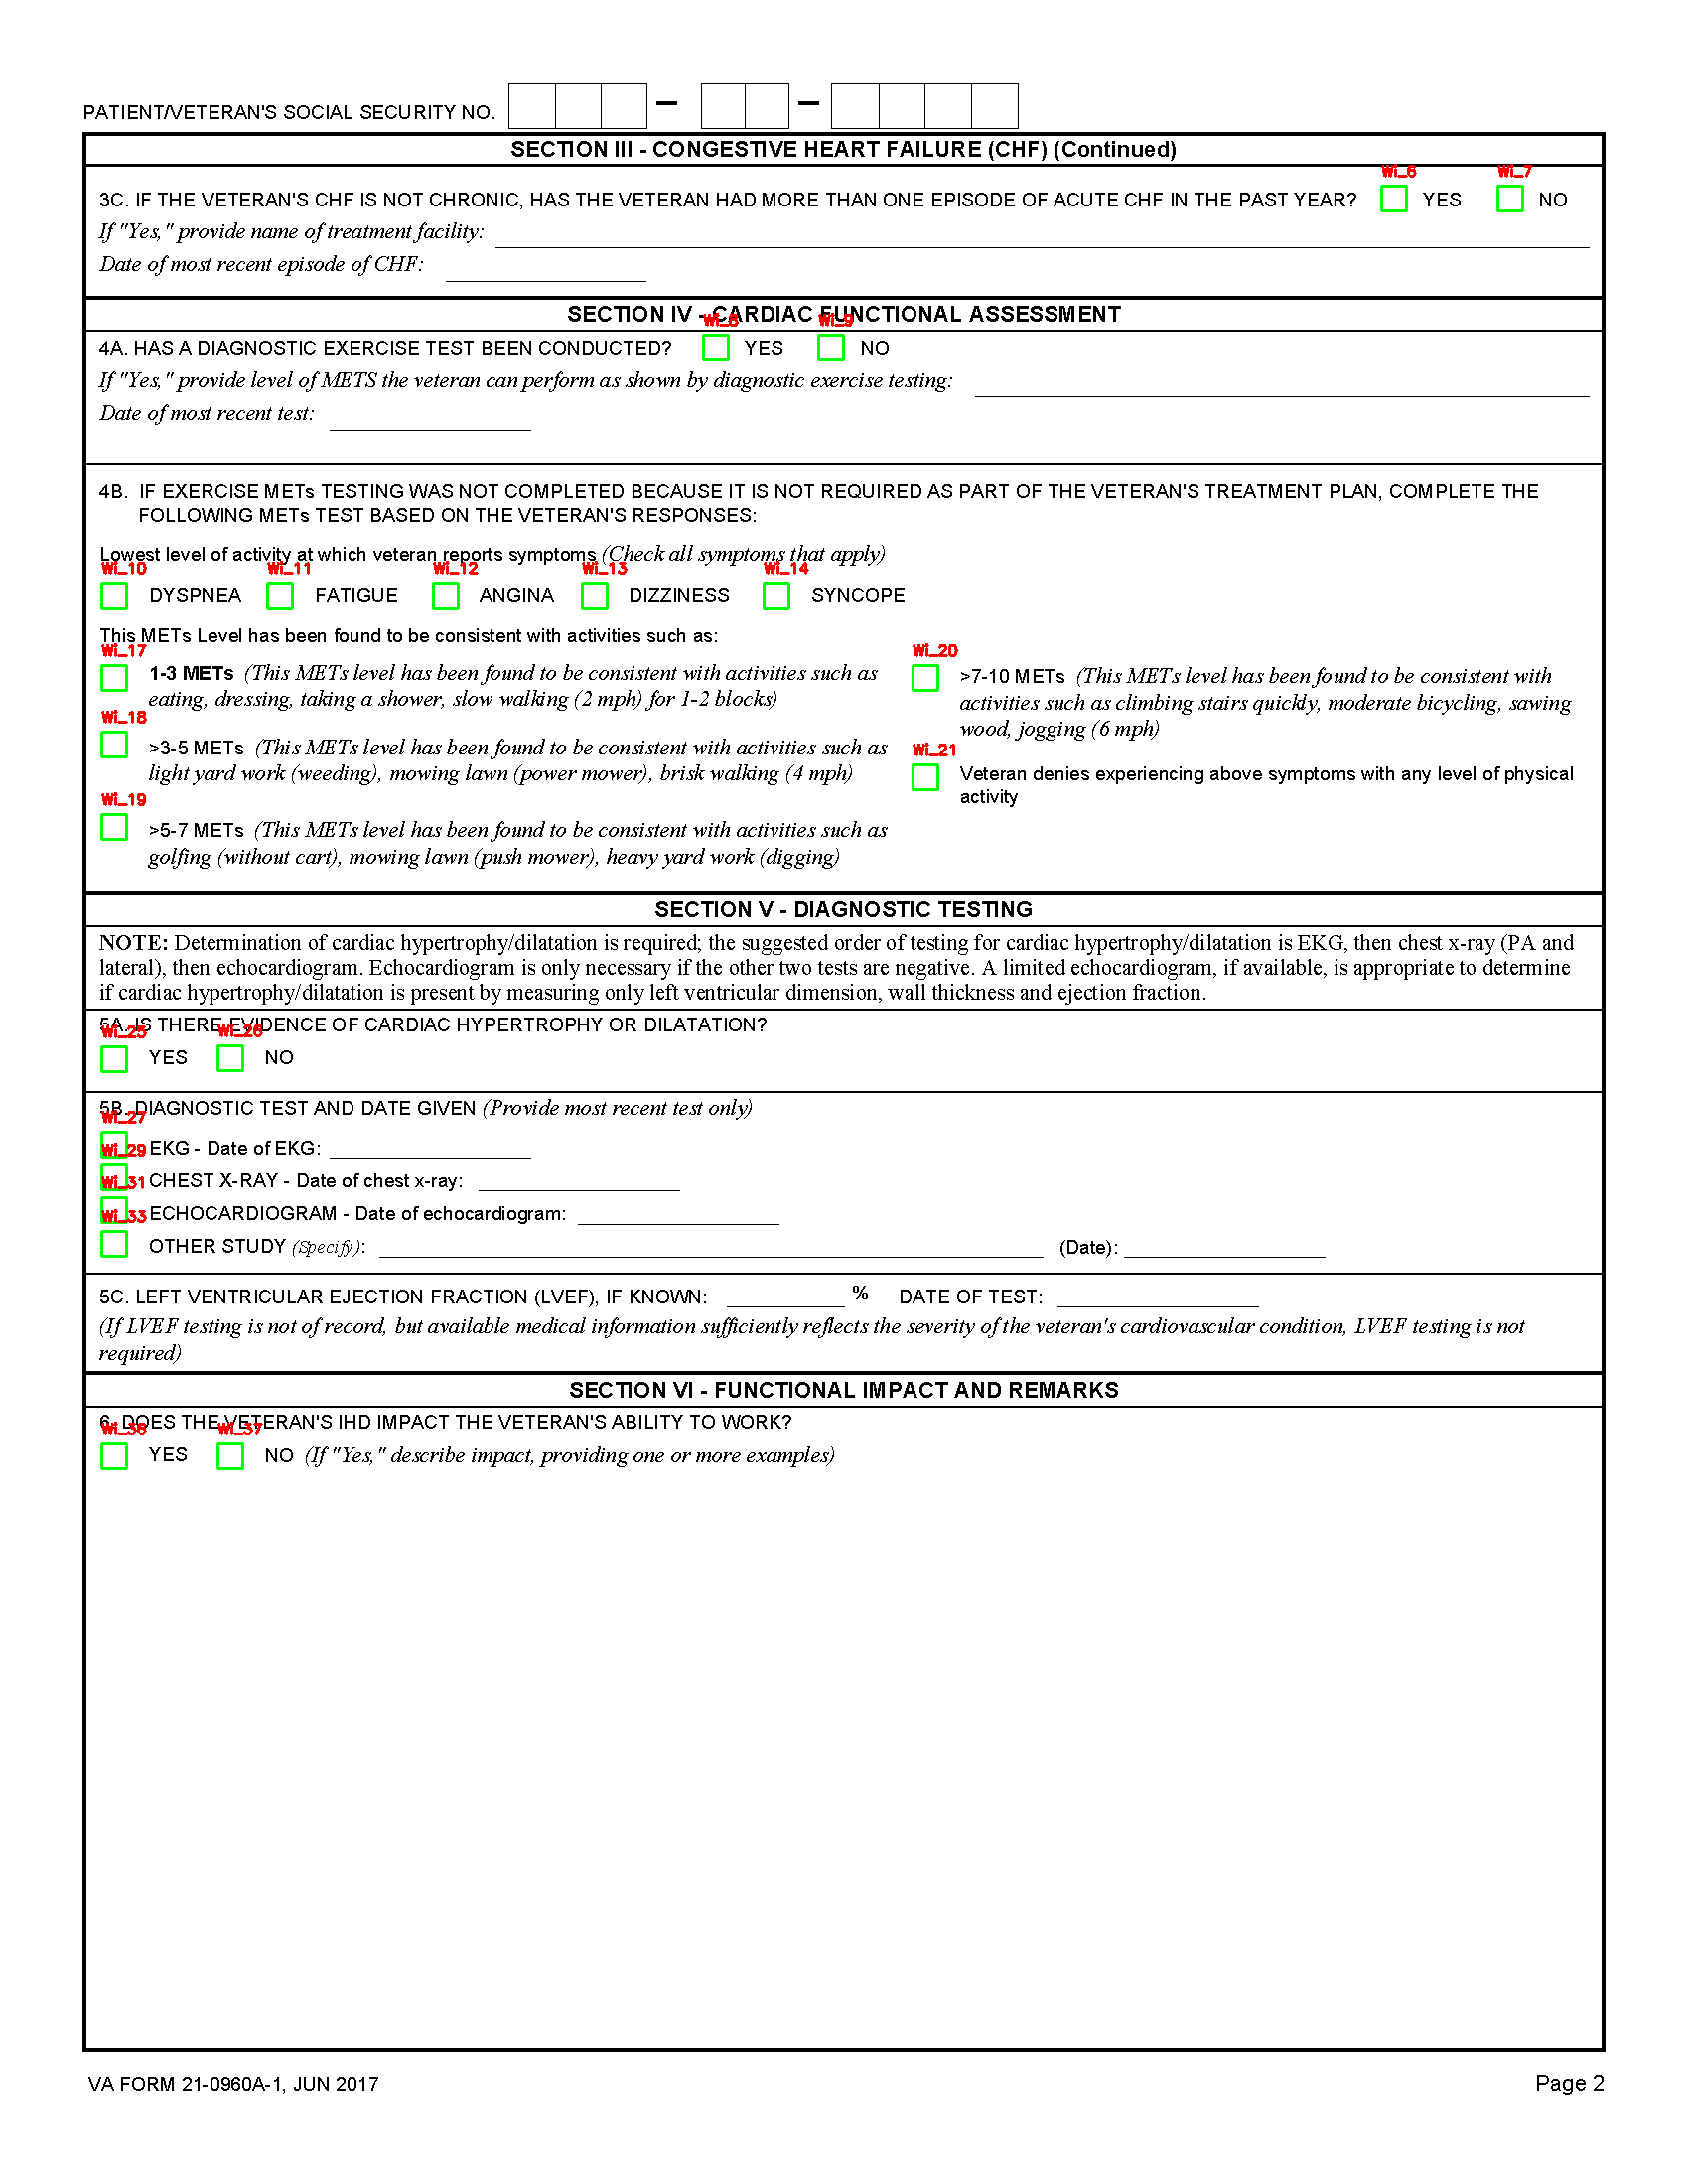 PATIENT/VETERAN'S SOCIAL SECURITY NO.
SECTION III - CONGESTIVE HEART FAILURE (CHF) (Continued)
Wi_6 Wi_7
3C. IF THE VETERAN'S CHF IS NOT CHRONIC, HAS THE VETERAN HAD MORE THAN ONE EPISODE OF ACUTE CHF IN THE PAST YEAR? YES NO
If "Yes," provide name of treatment facility:
Date of most recent episode of CHF:
SECTION IV - CARDIAC FUNCTIONAL ASSESSMENT
Wi_8 Wi_9
4A. HAS A DIAGNOSTIC EXERCISE TEST BEEN CONDUCTED? YES NO
If "Yes," provide level of METS the veteran can perform as shown by diagnostic exercise testing:
Date of most recent test:
4B. IF EXERCISE METs TESTING WAS NOT COMPLETED BECAUSE IT IS NOT REQUIRED AS PART OF THE VETERAN'S TREATMENT PLAN, COMPLETE THE
FOLLOWING METs TEST BASED ON THE VETERAN'S RESPONSES:
Lowest level of activity at which veteran reports symptoms (Check all symptoms that apply)
Wi_10 Wi_11 Wi_12 Wi_13 Wi_14
DYSPNEA FATIGUE ANGINA DIZZINESS SYNCOPE
This METs Level has been found to be consistent with activities such as:
Wi_17
1-3 METs (This METs level has been found to be consistent with activities such as
eating, dressing, taking a shower, slow walking (2 mph) for 1-2 blocks)
Wi_18
>3-5 METs (This METs level has been found to be consistent with activities such as
light yard work (weeding), mowing lawn (power mower), brisk walking (4 mph)
Wi_19
>5-7 METs (This METs level has been found to be consistent with activities such as
golfing (without cart), mowing lawn (push mower), heavy yard work (digging)
Wi_20
>7-10 METs (This METs level has been found to be consistent with
activities such as climbing stairs quickly, moderate bicycling, sawing
wood, jogging (6 mph)
Wi_21
Veteran denies experiencing above symptoms with any level of physical
activity
SECTION V - DIAGNOSTIC TESTING
NOTE: Determination of cardiac hypertrophy/dilatation is required; the suggested order of testing for cardiac hypertrophy/dilatation is EKG, then chest x-ray (PA and
lateral), then echocardiogram. Echocardiogram is only necessary if the other two tests are negative. A limited echocardiogram, if available, is appropriate to determine
if cardiac hypertrophy/dilatation is present by measuring only left ventricular dimension, wall thickness and ejection fraction.
5A. IS THERE EVIDENCE OF CARDIAC HYPERTROPHY OR DILATATION?
Wi_25 Wi_26
YES NO
5B. DIAGNOSTIC TEST AND DATE GIVEN (Provide most recent test only)
Wi_27
EKG - Date of EKG:
Wi_29
CHEST X-RAY - Date of chest x-ray:
Wi_31
ECHOCARDIOGRAM - Date of echocardiogram:
Wi_33
OTHER STUDY (Specify): (Date):
5C. LEFT VENTRICULAR EJECTION FRACTION (LVEF), IF KNOWN: % DATE OF TEST:
(If LVEF testing is not of record, but available medical information sufficiently reflects the severity of the veteran's cardiovascular condition, LVEF testing is not
required)
SECTION VI - FUNCTIONAL IMPACT AND REMARKS
6. DOES THE VETERAN'S IHD IMPACT THE VETERAN'S ABILITY TO WORK?
Wi_36 Wi_37
YES NO (If "Yes," describe impact, providing one or more examples)
VA FORM 21-0960A-1, JUN 2017
Page 2